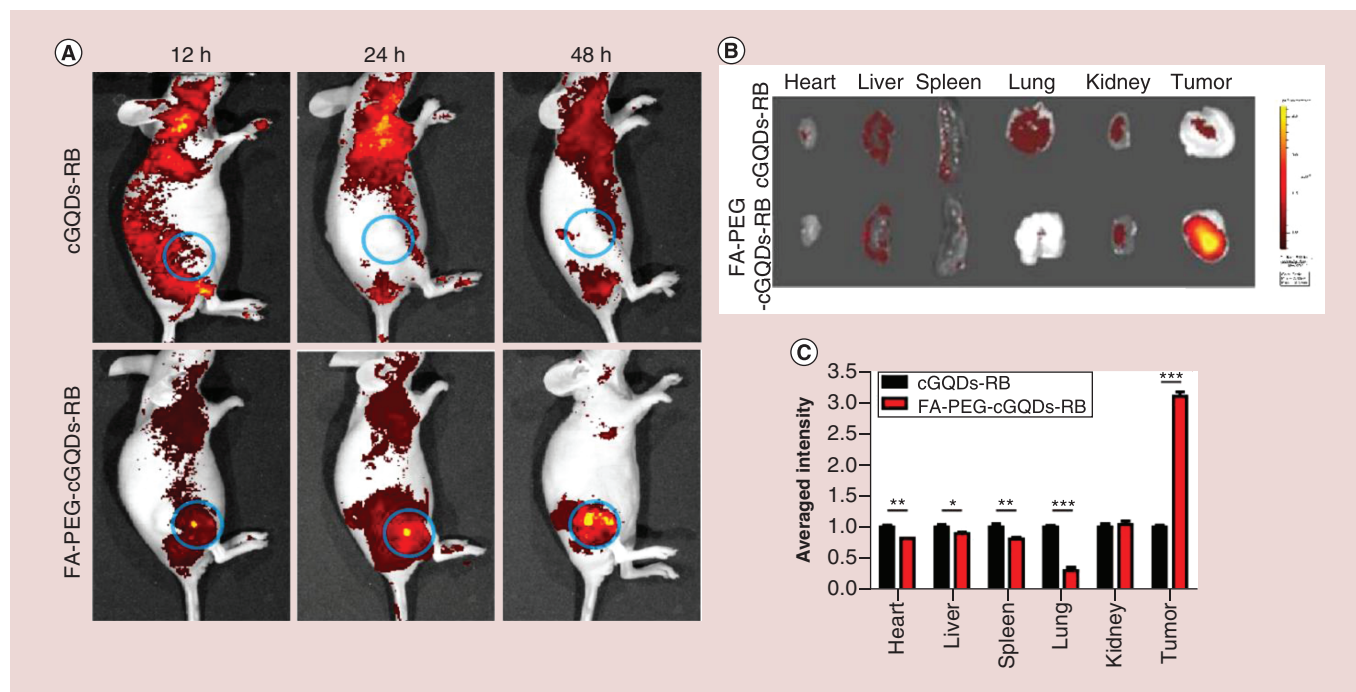 A
12 h
24 h
48 h
cGQDs-RB
FA-PEG-cGQDs-RB
B
Heart Liver Spleen Lung Kidney Tumor
cGQDs-RB
FA-PEG
-cGQDs-RB
C
3.5
3.0
2.5
2.0
1.5
1.0
0.5
0.0
Averaged intensity
cGQDs-RB
FA-PEG-cGQDs-RB
**
*
**
***
***
Heart
Liver
Spleen
Lung
Kidney
Tumor